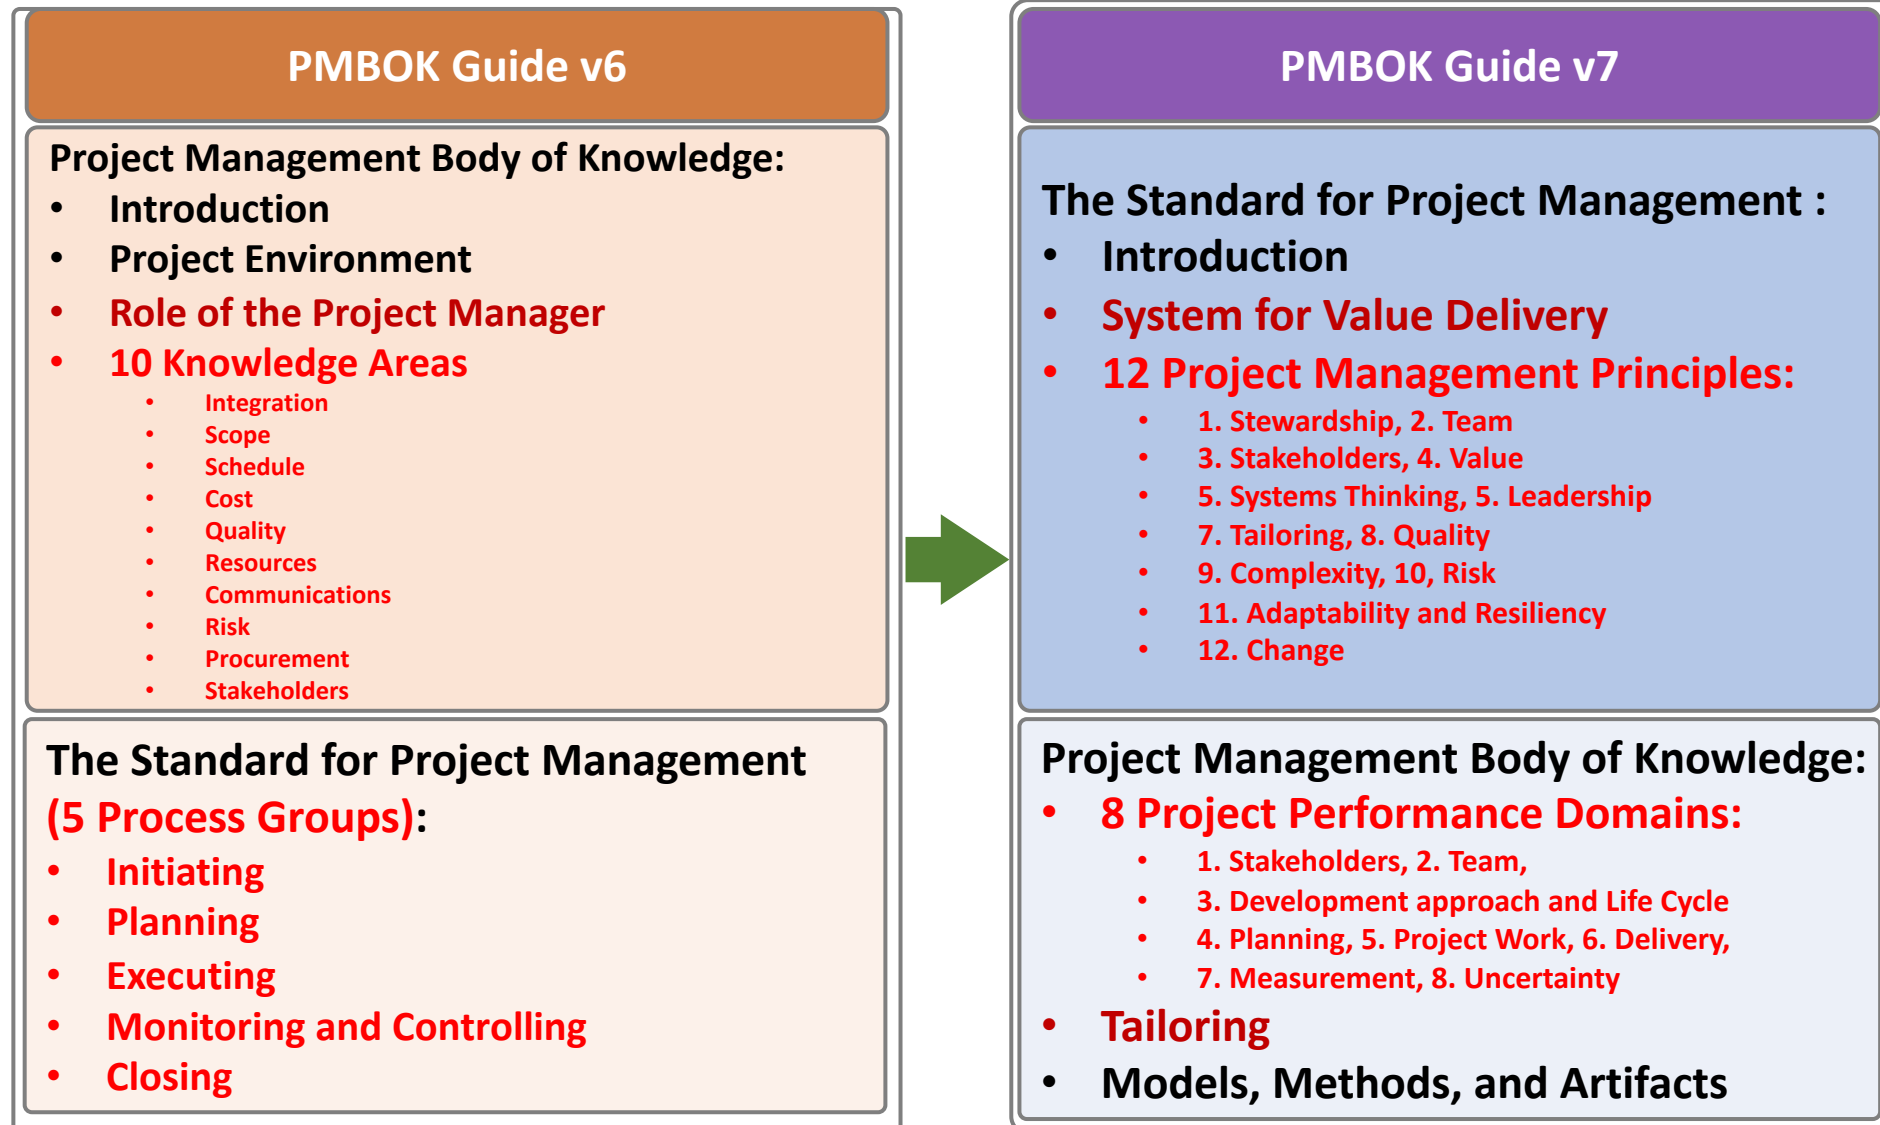 PMBOK Guide v6
Project Management Body of Knowledge:
• Introduction
• Project Environment
• Role of the Project Manager
• 10 Knowledge Areas
• Integration
• Scope
• Schedule
• Cost
• Quality
• Resources
• Communications
• Risk
• Procurement
• Stakeholders
The Standard for Project Management
(5 Process Groups):
• Initiating
• Planning
• Executing
• Monitoring and Controlling
• Closing
PMBOK Guide v7
The Standard for Project Management :
• Introduction
• System for Value Delivery
• 12 Project Management Principles:
• 1. Stewardship, 2. Team
• 3. Stakeholders, 4. Value
• 5. Systems Thinking, 5. Leadership
• 7. Tailoring, 8. Quality
• 9. Complexity, 10, Risk
• 11. Adaptability and Resiliency
• 12. Change
Project Management Body of Knowledge:
• 8 Project Performance Domains:
• 1. Stakeholders, 2. Team,
• 3. Development approach and Life Cycle
• 4. Planning, 5. Project Work, 6. Delivery,
• 7. Measurement, 8. Uncertainty
• Tailoring
• Models, Methods, and Artifacts